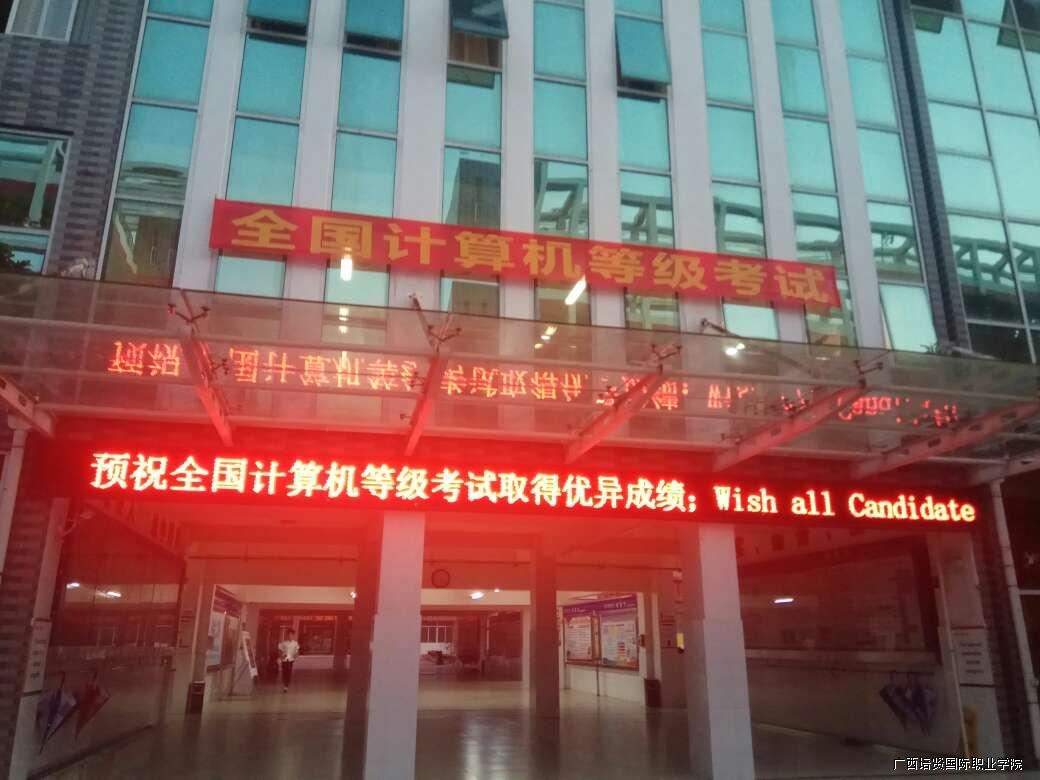 全国计算机等级考试
预祝全国计算机等级考试取得优异成绩；Wish all Candidate
广西培贤国际职业学院